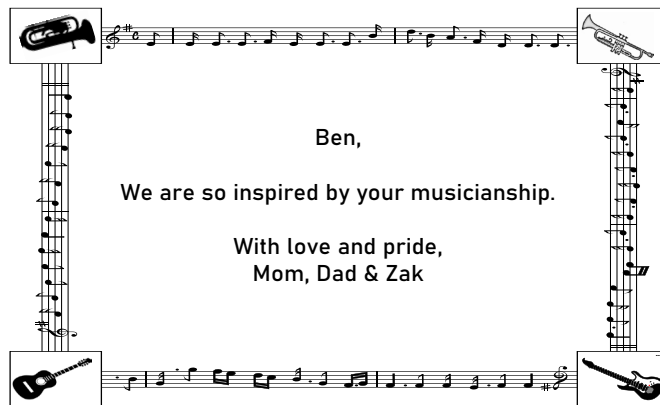 Ben,
We are so inspired by your musicianship.
With love and pride,
Mom, Dad & Zak